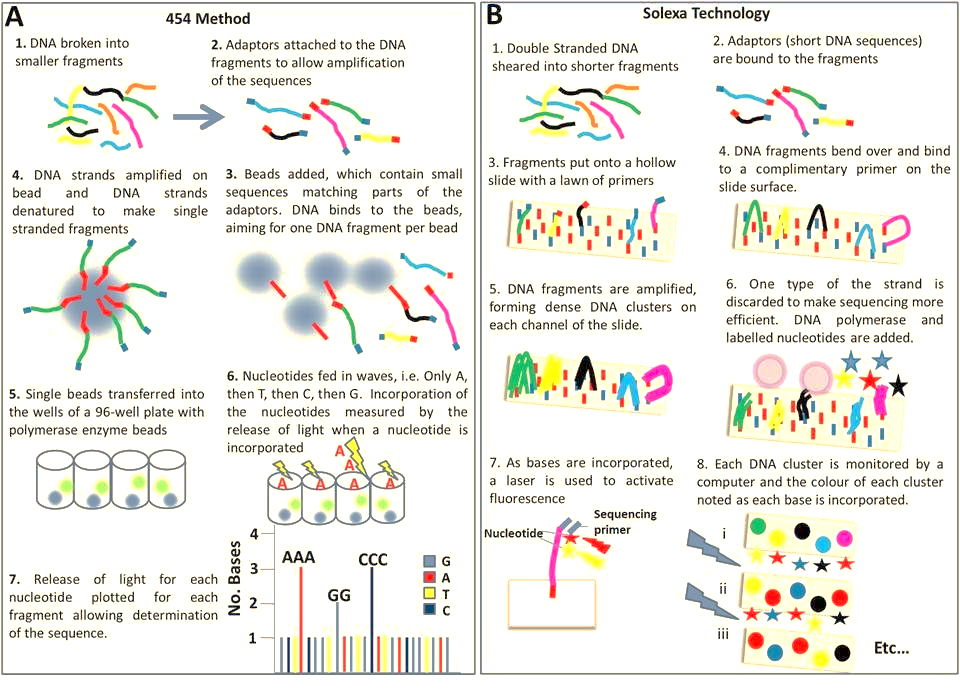 A
454 Method
1. DNA broken into
smaller fragments
2. Adaptors attached to the DNA
fragments to allow amplification
of the sequences
4. DNA strands amplified on
bead and DNA strands
denatured to make single
stranded fragments
3. Beads added, which contain small
sequences matching parts of the
adaptors. DNA binds to the beads,
aiming for one DNA fragment per bead
5. Single beads transferred into
the wells of a 96-well plate with
polymerase enzyme beads
6. Nucleotides fed in waves, i.e. Only A,
then T, then C, then G. Incorporation of
the nucleotides measured by the
release of light when a nucleotide is
incorporated
A
A
A A A A
7. Release of light for each
nucleotide plotted for each
fragment allowing determination
of the sequence.
No. Bases
4
3
2
1
AAA
GG
CCC
G
A
T
C
B
Solexa Technology
1. Double Stranded DNA
sheared into shorter fragments
2. Adaptors (short DNA sequences)
are bound to the fragments
3. Fragments put onto a hollow
slide with a lawn of primers
4. DNA fragments bend over and bind
to a complimentary primer on the
slide surface.
5. DNA fragments are amplified,
forming dense DNA clusters on
each channel of the slide.
6. One type of the strand is
discarded to make sequencing more
efficient. DNA polymerase and
labelled nucleotides are added.
7. As bases are incorporated,
a laser is used to activate
fluorescence
Nucleotide
Sequencing
primer
8. Each DNA cluster is monitored by a
computer and the colour of each cluster
noted as each base is incorporated.
i
ii
iii
Etc...